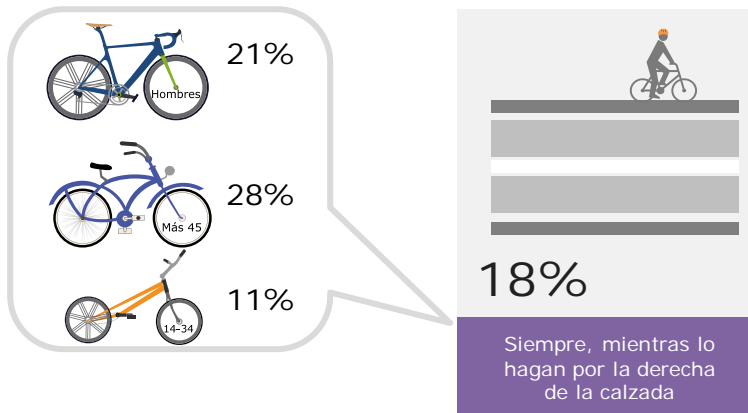 21%
Hombres
28%
Más 45
11%
14-34
18%
Siempre, mientras lo
hagan por la derecha
de la calzada